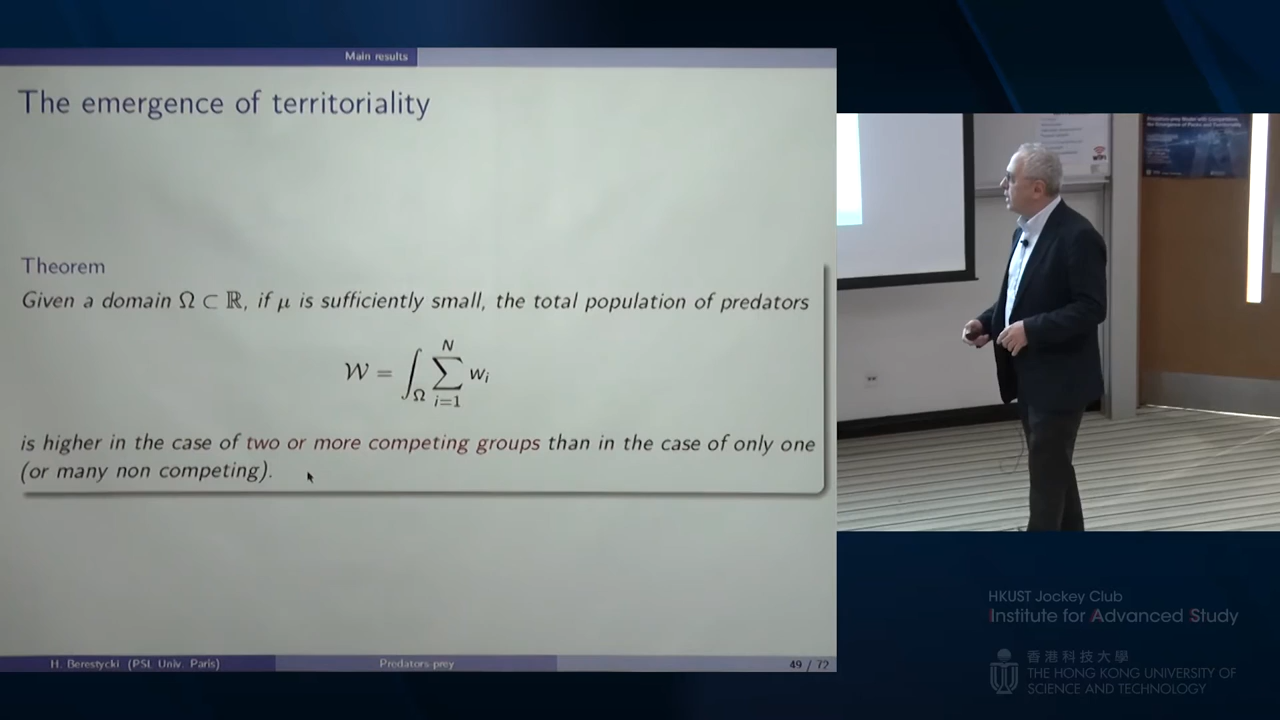 Main results
The emergence of territoriality
Theorem
Given a domain Ω ⊂ ℝ, if μ is sufficiently small, the total population of predators
𝒲 = ∫_Ω ∑_{i=1}^{N} w_i
is higher in the case of two or more competing groups than in the case of only one
(or many non competing).
H. Berestycki (PSL Univ. Paris)
Predators-prey
49 / 72
WiFi
HKUST Jockey Club
Institute for Advanced Study
香港科技大學
THE HONG KONG UNIVERSITY OF
SCIENCE AND TECHNOLOGY